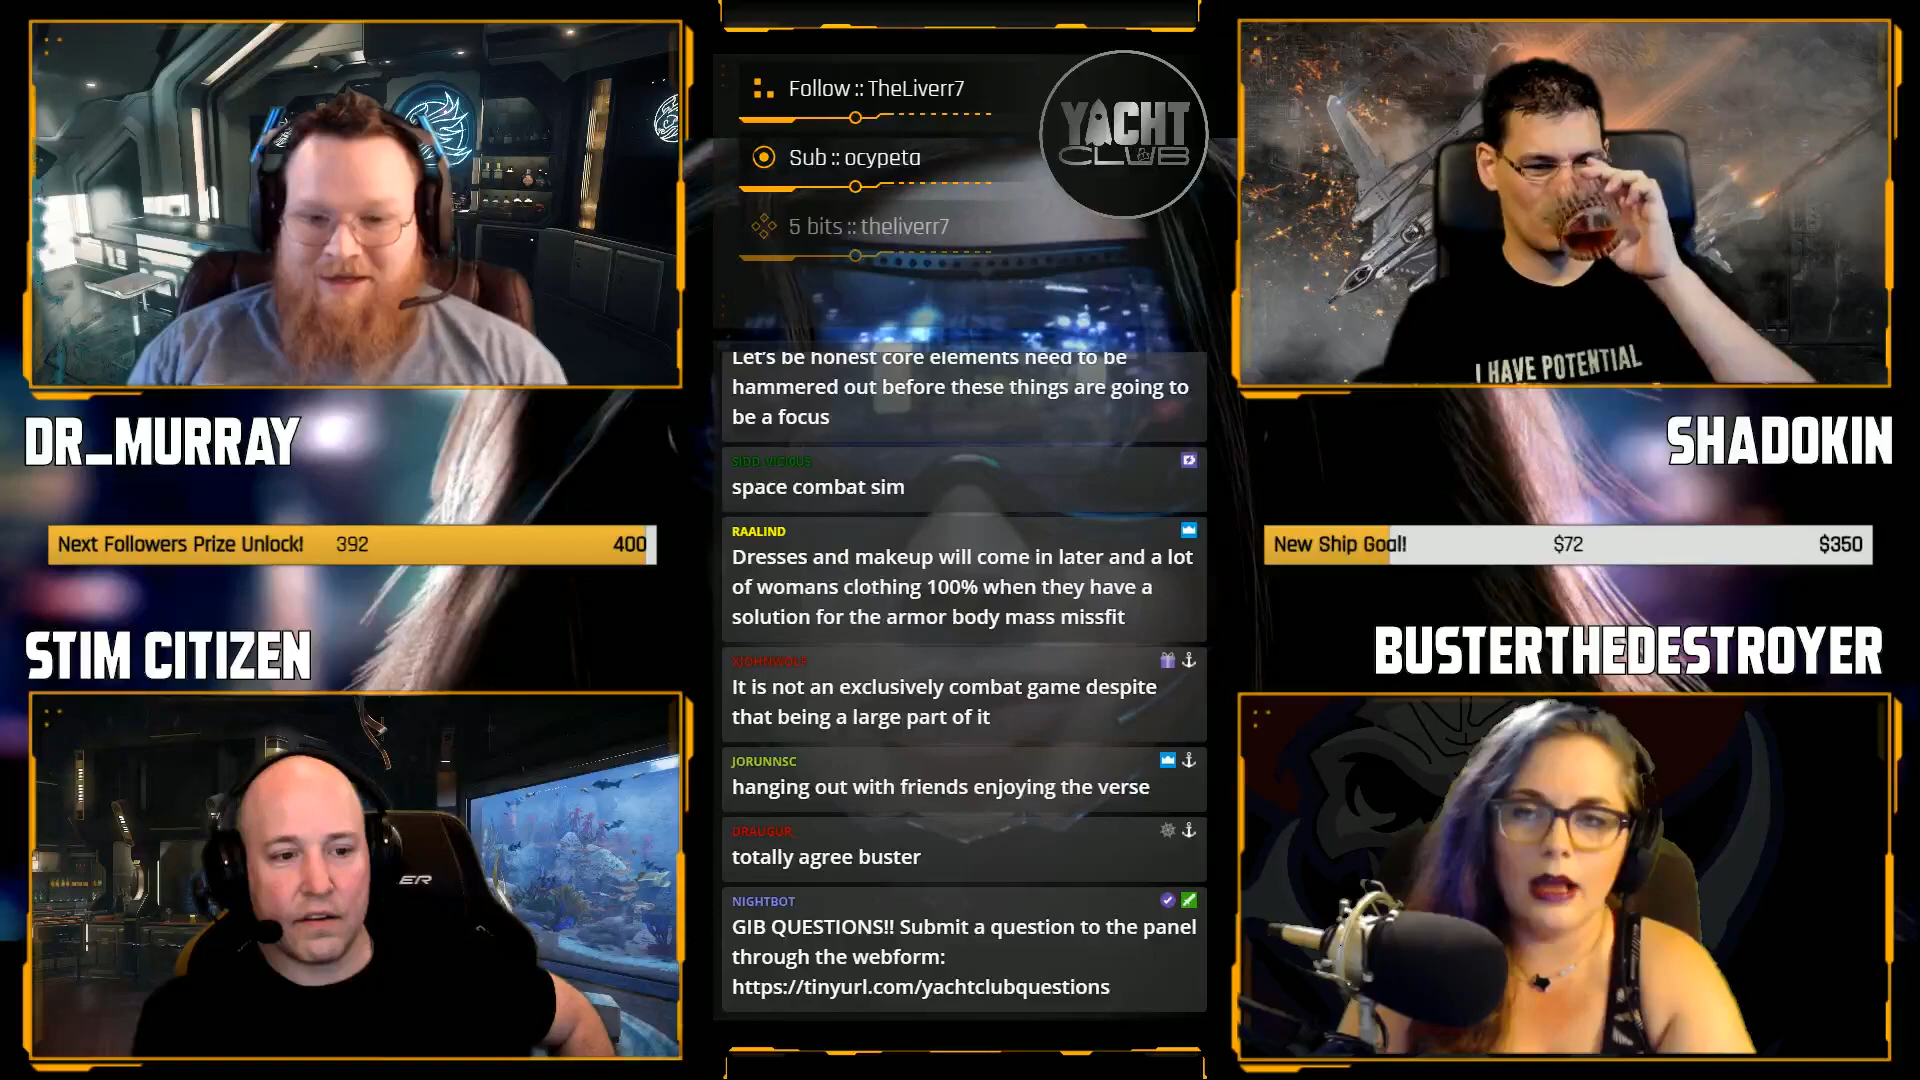 Follow :: TheLiverr7
Sub :: ocypeta
5 bits :: theliverr7
YACHT
CLUB
I HAVE POTENTIAL
DR_MURRAY
SHADOKIN
Next Followers Prize Unlock! 392 400
New Ship Goal! $72 $350
STIM CITIZEN
BUSTERTHEDESTROYER
Let's be honest core elements need to be
hammered out before these things are going to
be a focus
SIDD_VICIOUS
space combat sim
RAALIND
Dresses and makeup will come in later and a lot
of womans clothing 100% when they have a
solution for the armor body mass missfit
XJOHNWOLF
It is not an exclusively combat game despite
that being a large part of it
JORUNNSC
hanging out with friends enjoying the verse
DRAUGUR_
totally agree buster
NIGHTBOT
GIB QUESTIONS!! Submit a question to the panel
through the webform:
https://tinyurl.com/yachtclubquestions